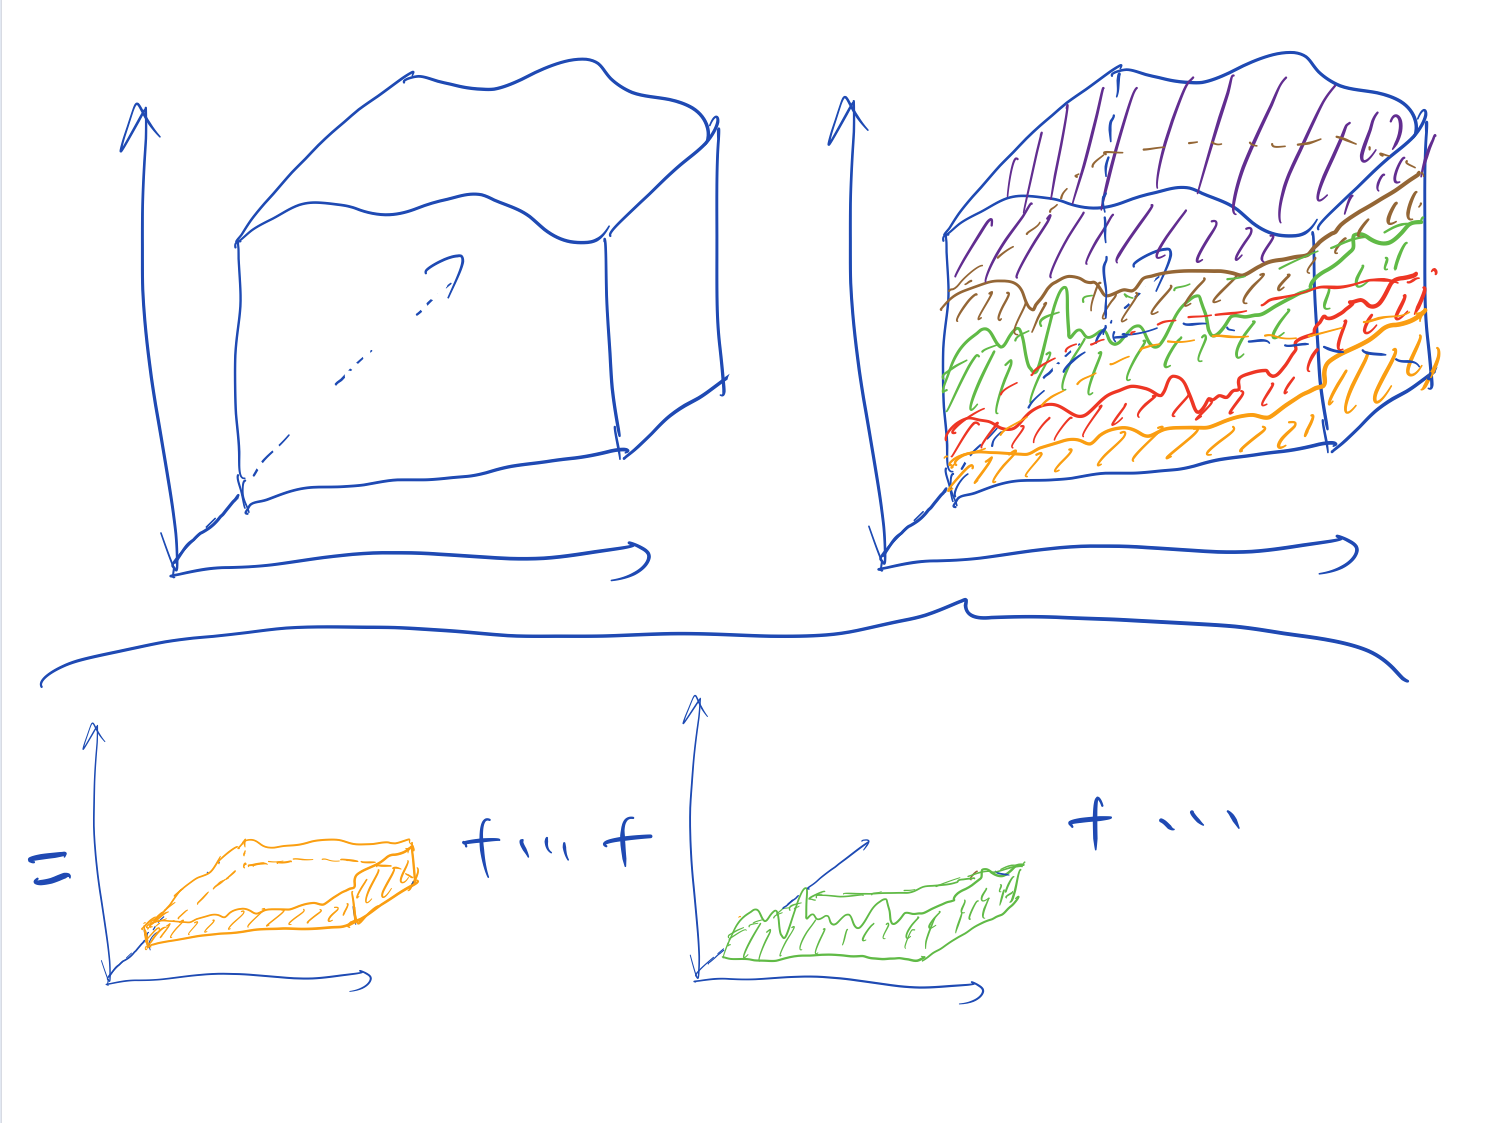 = + ... + + ...